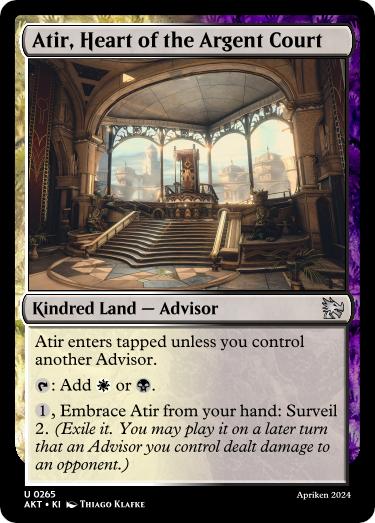 Atir, Heart of the Argent Court
Kindred Land — Advisor
Atir enters tapped unless you control
another Advisor.
: Add or .
1, Embrace Atir from your hand: Surveil
2. (Exile it. You may play it on a later turn
that an Advisor you control dealt damage to
an opponent.)
U 0265
Apriken 2024
AKT • KI Thiago Klafke